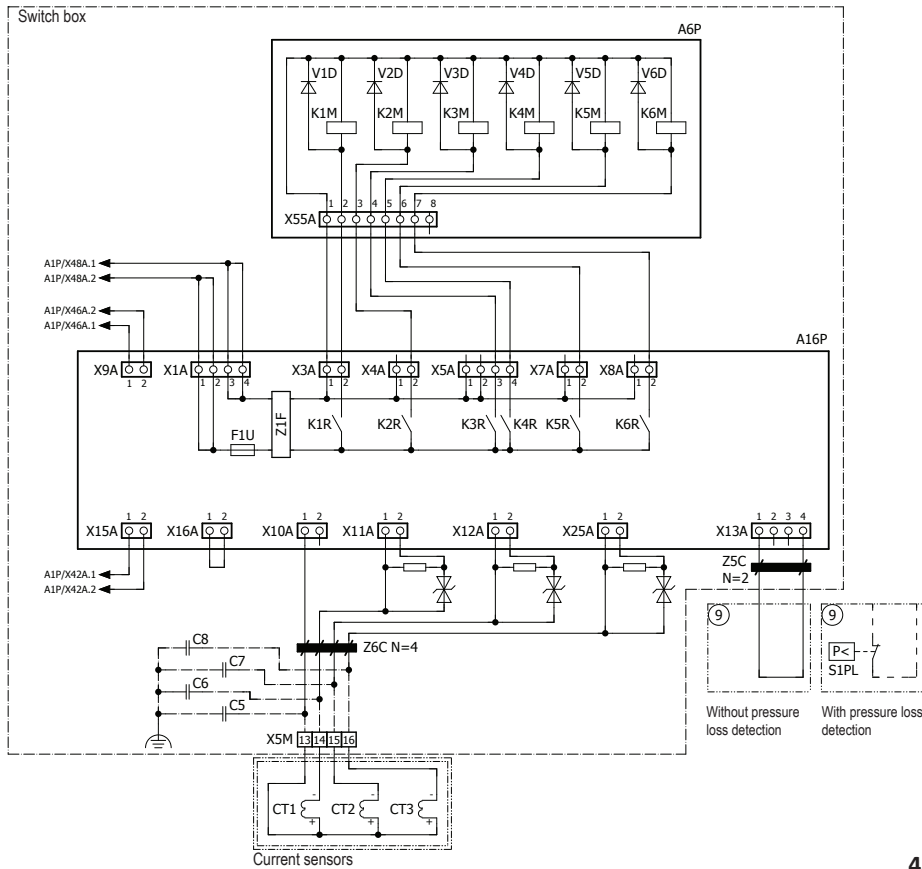 Switch box
A6P
V1D V2D V3D V4D V5D V6D
K1M K2M K3M K4M K5M K6M
1 2 3 4 5 6 7 8
X55A
A1P/X48A.1
A1P/X48A.2
A1P/X46A.2
A1P/X46A.1
A16P
X9A X1A X3A X4A X5A X7A X8A
1 2 1 2 3 4 1 2 1 2 1 2 3 4 1 2 1 2
F1U Z1F K1R K2R K3R K4R K5R K6R
1 2 1 2 1 2 1 2 1 2 1 2 1 2 3 4
X15A X16A X10A X11A X12A X25A X13A
A1P/X42A.1
A1P/X42A.2
Z5C
N=2
9 9
C8
Z6C N=4
C7
C6
C5
P<
S1PL
Without pressure
loss detection
With pressure loss
detection
X5M 13 14 15 16
- - -
CT1 CT2 CT3
+ + +
Current sensors
4